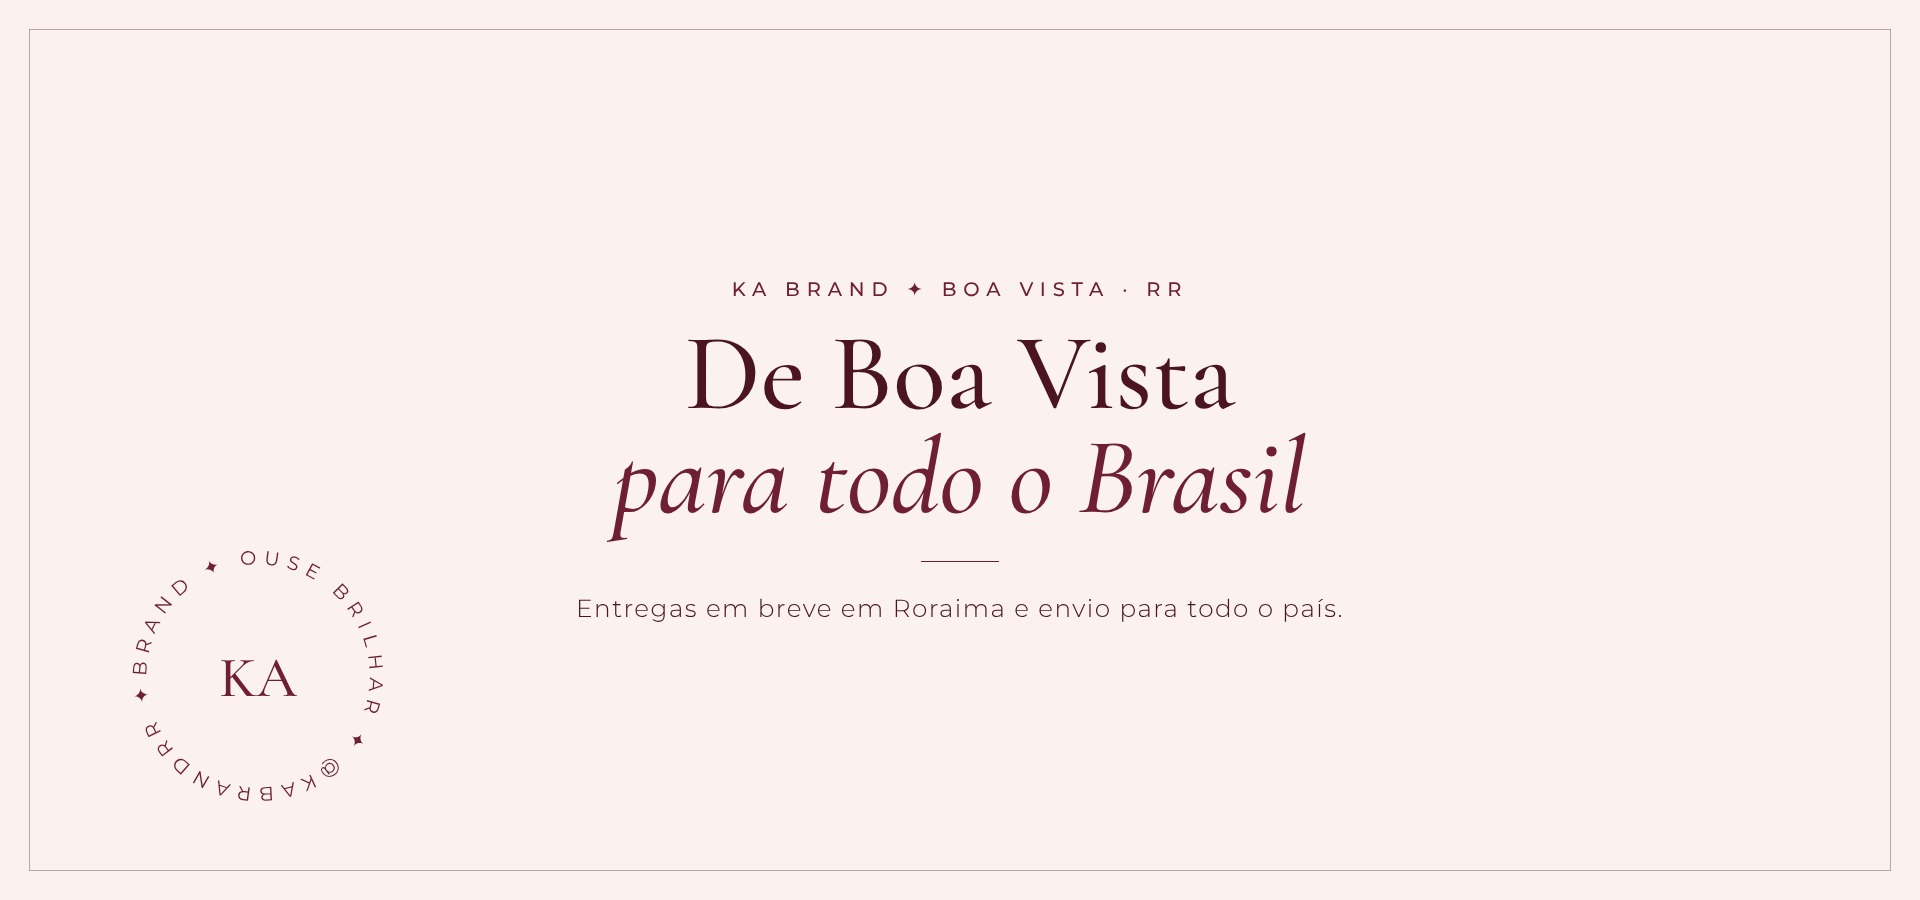 KA BRAND ✦ BOA VISTA · RR
De Boa Vista
para todo o Brasil
Entregas em breve em Roraima e envio para todo o país.
BRAND ✦ OUSE BRILHAR ✦ @KABRANDRR ✦
KA